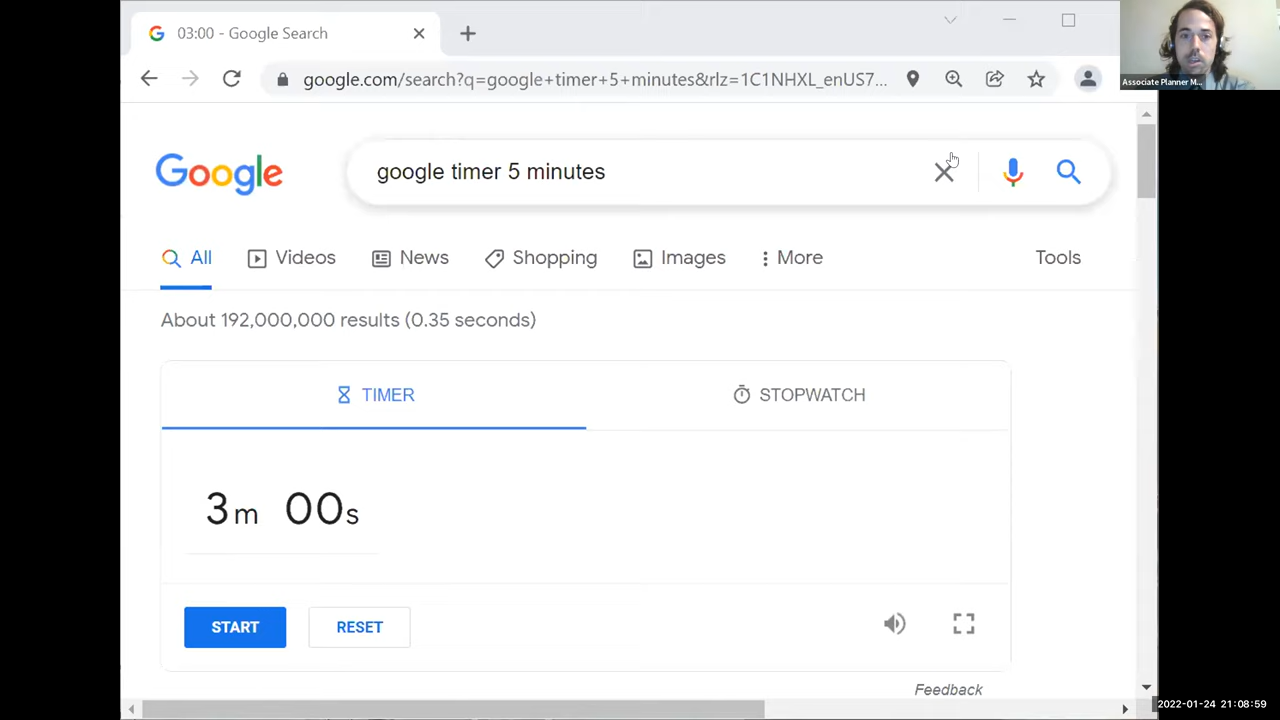 03:00 - Google Search
google.com/search?q=google+timer+5+minutes&rlz=1C1NHXL_enUS7...
Associate Planner M...
Google
google timer 5 minutes
All Videos News Shopping Images More Tools
About 192,000,000 results (0.35 seconds)
TIMER STOPWATCH
3m 00s
START RESET
Feedback
2022-01-24 21:08:59